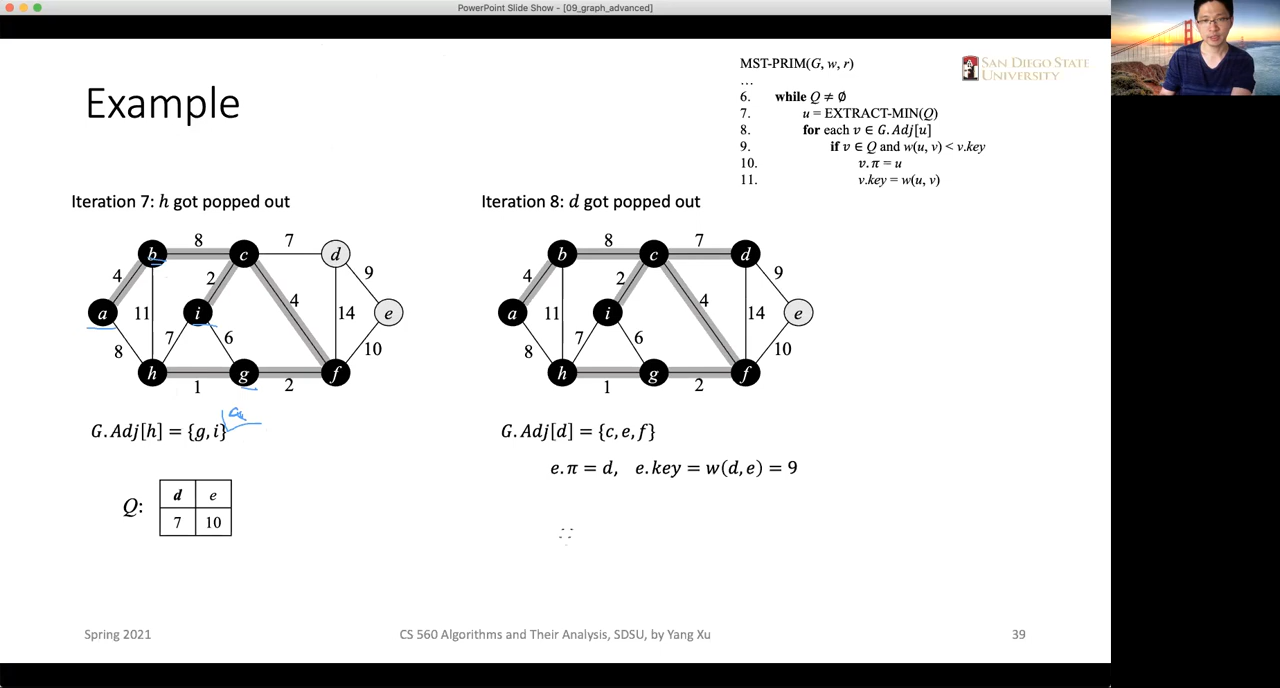 PowerPoint Slide Show - [09_graph_advanced]
Example
MST-PRIM(G, w, r)
...
6. while Q ≠ ∅
7. u = EXTRACT-MIN(Q)
8. for each v ∈ G.Adj[u]
9. if v ∈ Q and w(u, v) < v.key
10. v.π = u
11. v.key = w(u, v)
SAN DIEGO STATE
UNIVERSITY
Iteration 7: h got popped out
8 7
b c d
4 2 9
a 11 i 4 14 e
8 7 6 10
h g f
1 2
G.Adj[h] = {g, i}
Q:
d e
7 10
Iteration 8: d got popped out
8 7
b c d
4 2 9
a 11 i 4 14 e
8 7 6 10
h g f
1 2
G.Adj[d] = {c, e, f}
e.π = d, e.key = w(d, e) = 9
Spring 2021
CS 560 Algorithms and Their Analysis, SDSU, by Yang Xu
39